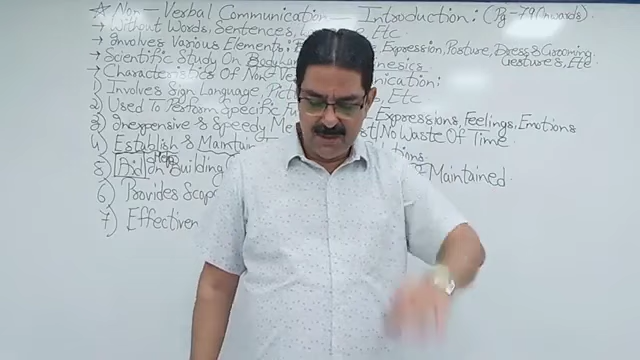 * Non-Verbal Communication – Introduction: (Pg-79 Onwards).
→ Without Words, Sentences, Etc
→ Involves Various Elements: Expression, Posture, Dress & Grooming,
→ Scientific Study On Body Kinesics. Gestures, Etc
→ Characteristics Of Non-Verbal Communication:
1) Involves Sign Language, Etc
2) Used To Perform Specific Expressions, Feelings, Emotions
3) Inexpensive & Speedy No Waste Of Time.
4) Establish & Maintain
Help
5) Aid In Building & Maintained
6) Provides Scope
7) Effective